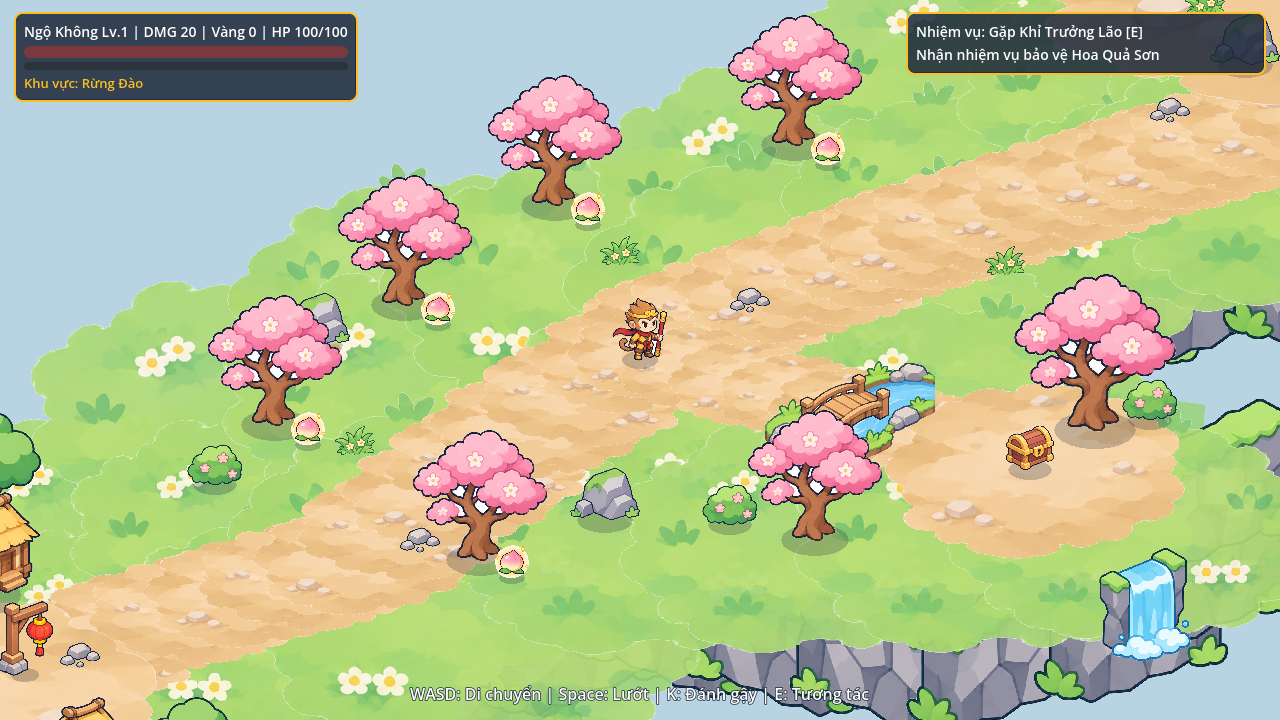 Ngộ Không Lv.1 | DMG 20 | Vàng 0 | HP 100/100
Khu vực: Rừng Đào
Nhiệm vụ: Gặp Khỉ Trưởng Lão [E]
Nhận nhiệm vụ bảo vệ Hoa Quả Sơn
WASD: Di chuyển | Space: Lướt | K: Đánh gậy | E: Tương tác